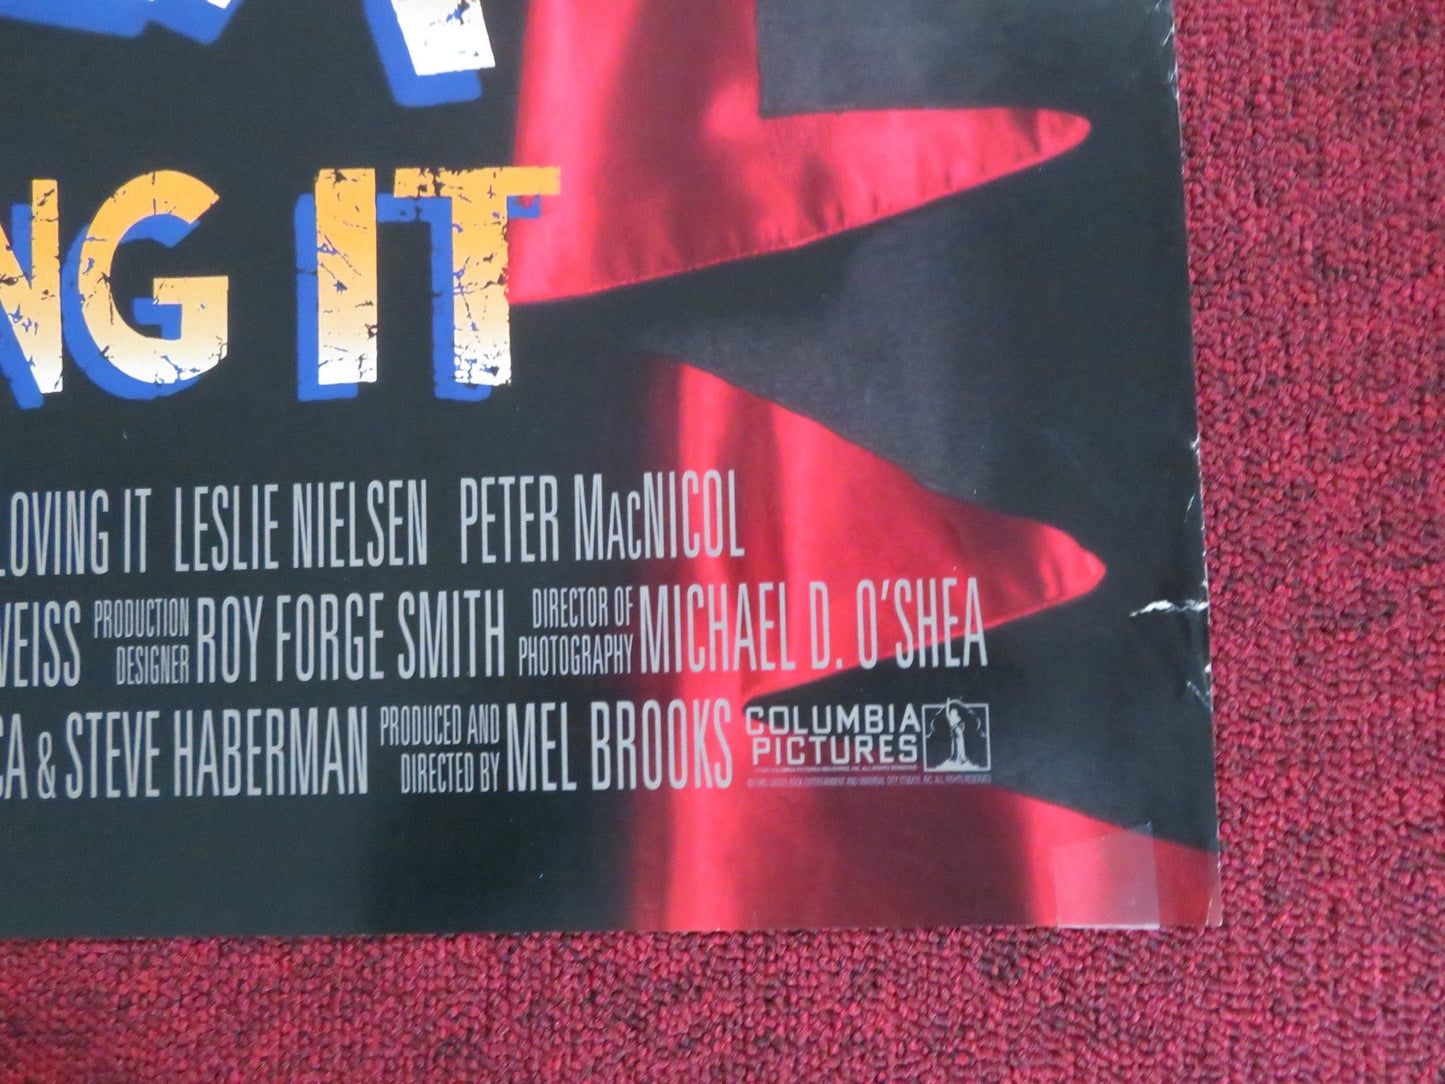 NG IT
LOVING IT LESLIE NIELSEN PETER MacNICOL
WEISS PRODUCTION DESIGNER ROY FORGE SMITH DIRECTOR OF PHOTOGRAPHY MICHAEL D. O'SHEA
CA & STEVE HABERMAN PRODUCED AND DIRECTED BY MEL BROOKS COLUMBIA PICTURES